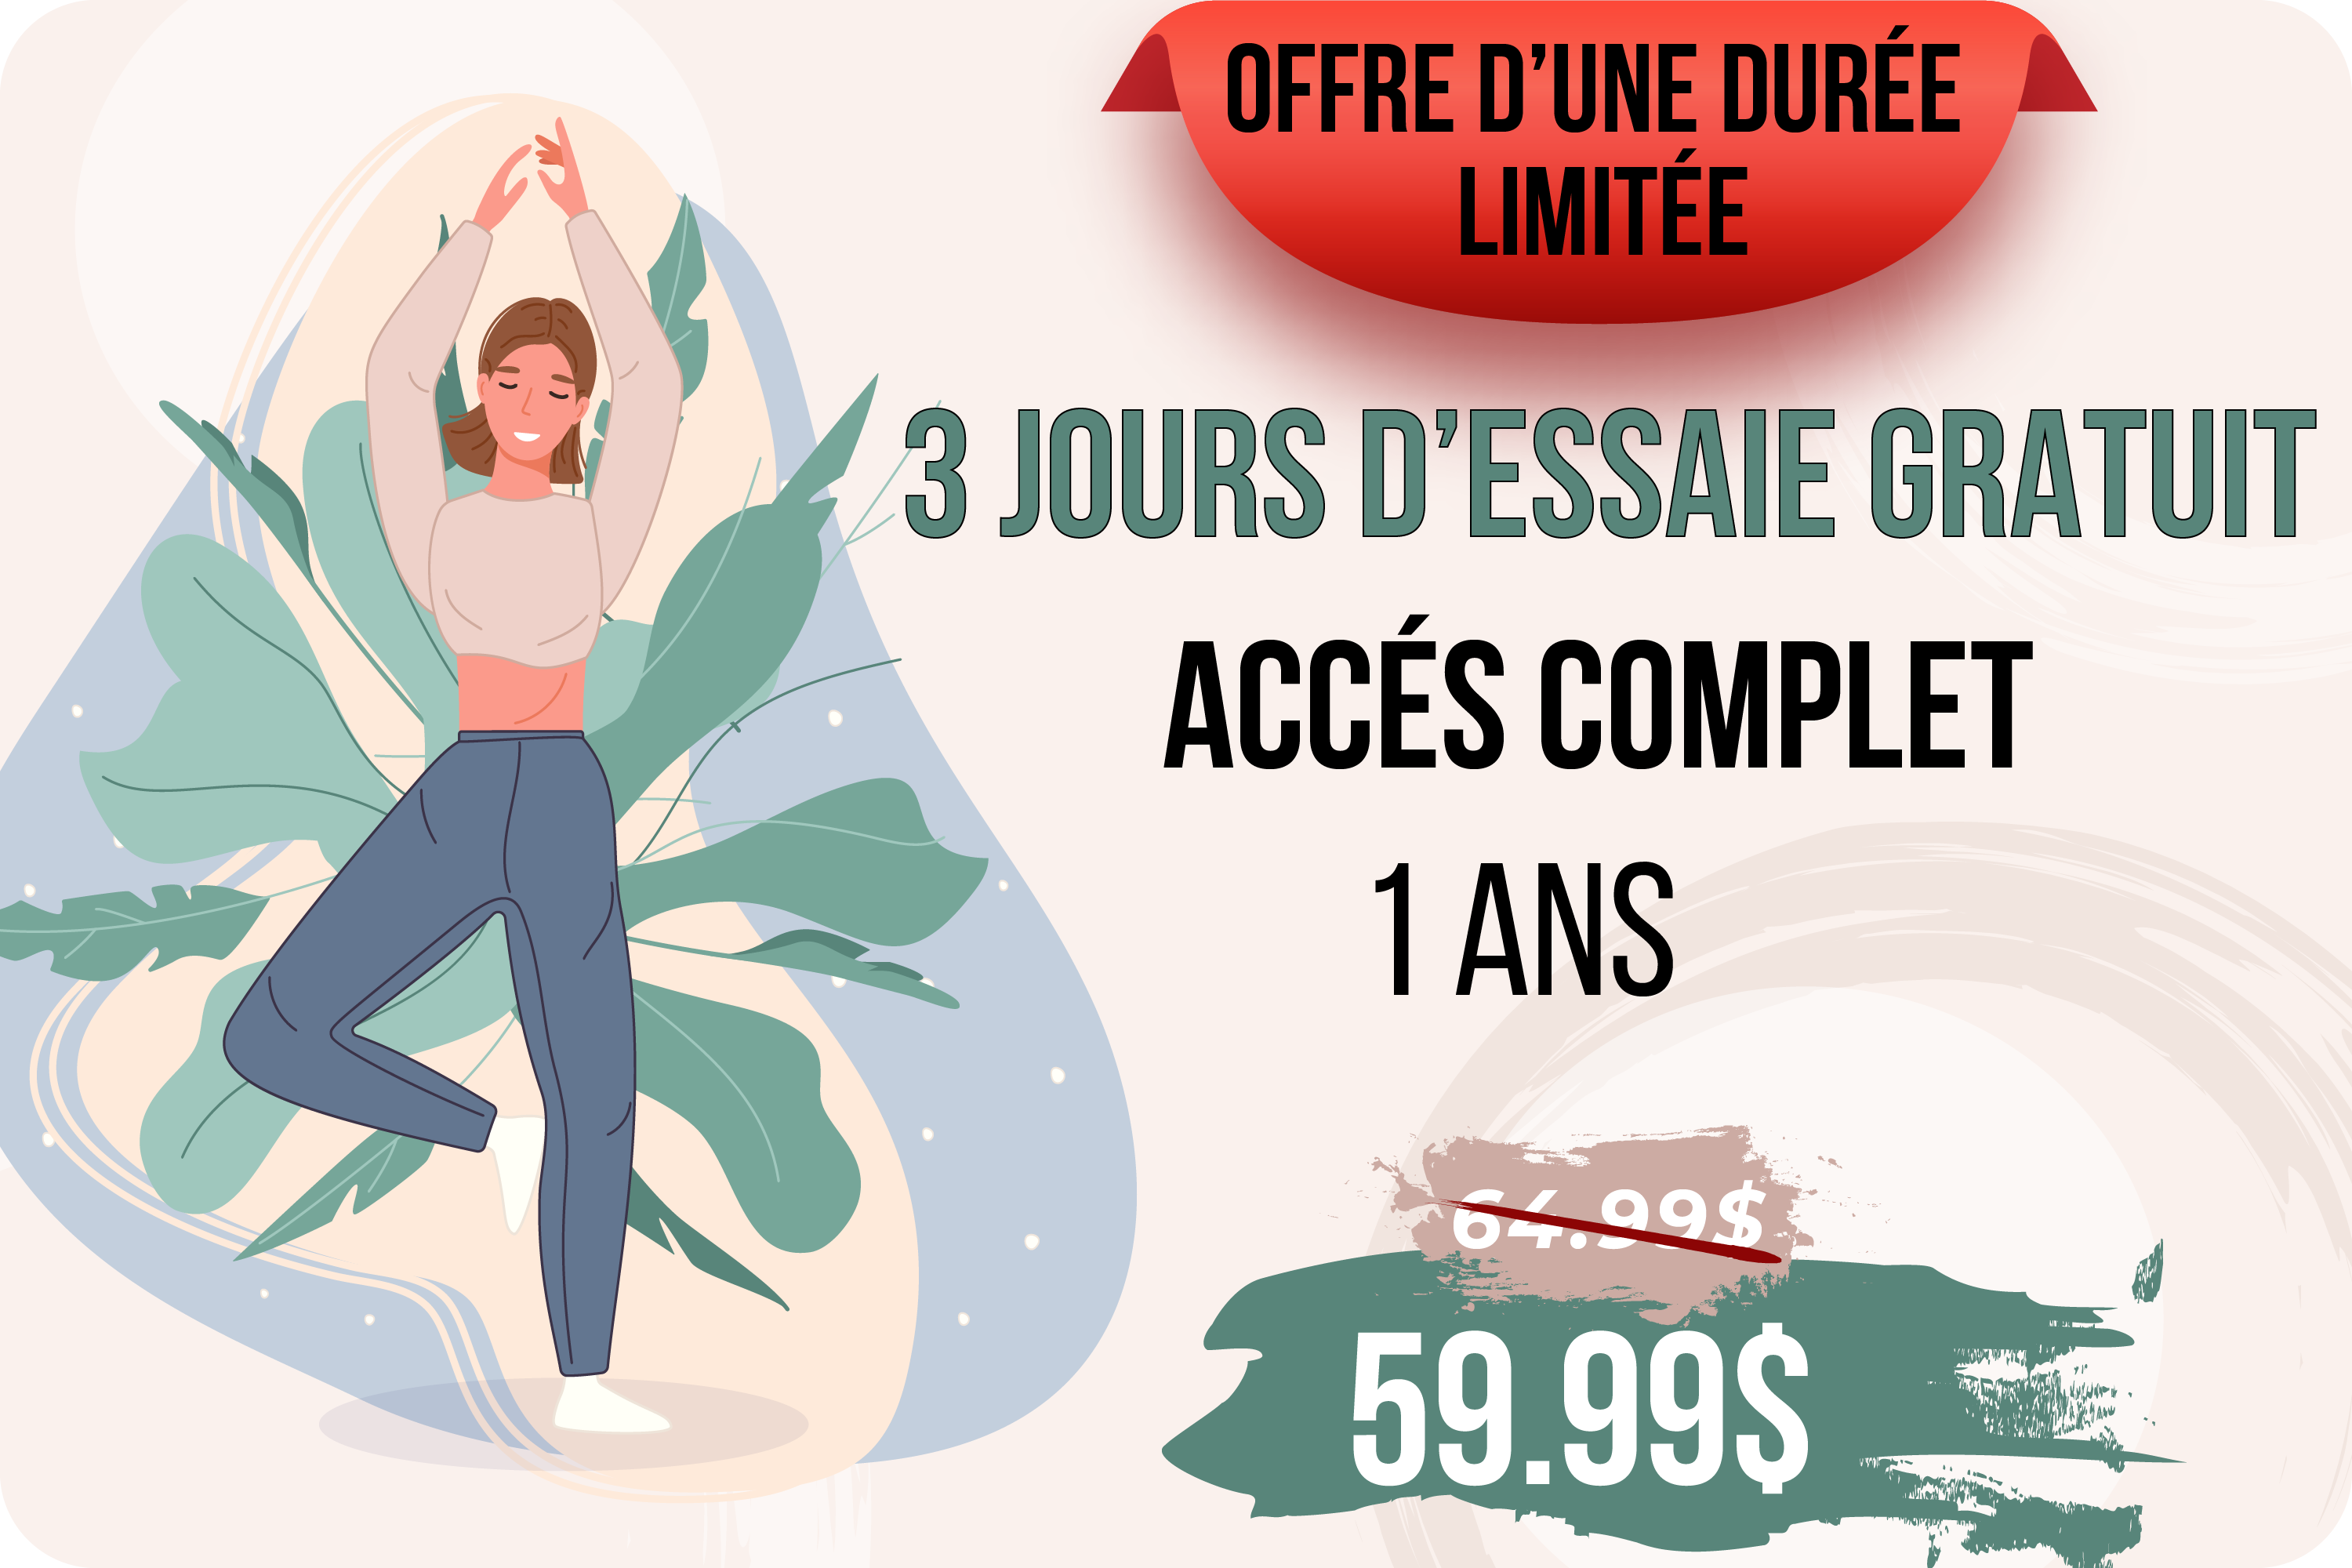 OFFRE D’UNE DURÉE
LIMITÉE
3 JOURS D’ESSAIE GRATUIT
ACCÉS COMPLET
1 ANS
64.99$
59.99$